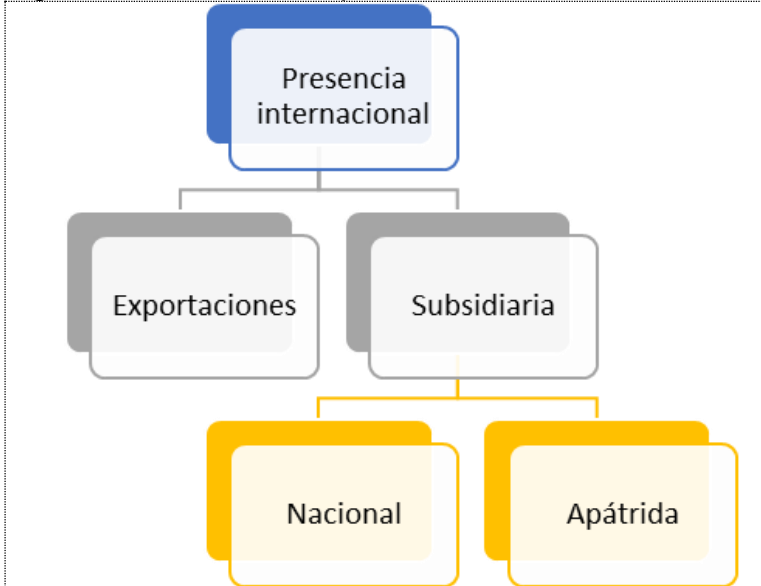 Presencia
internacional
Exportaciones
Subsidiaria
Nacional
Apátrida